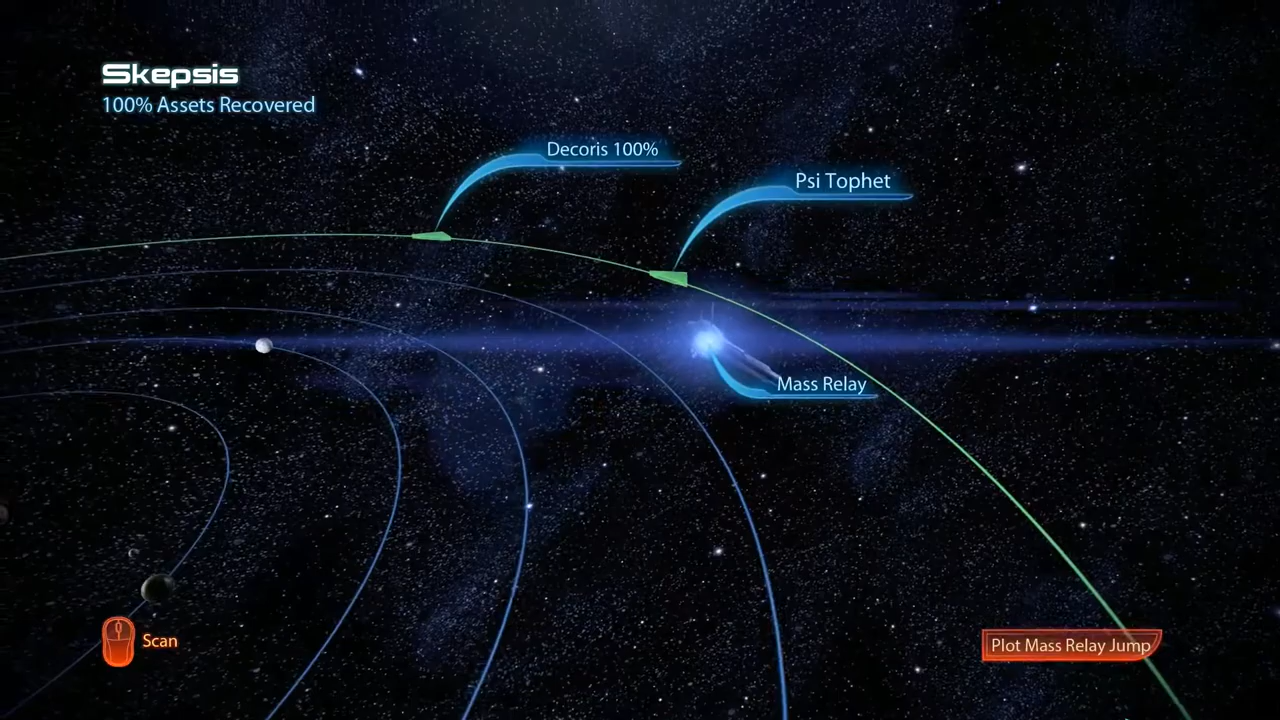 Skepsis
100% Assets Recovered
Decoris 100%
Psi Tophet
Mass Relay
Scan
Plot Mass Relay Jump